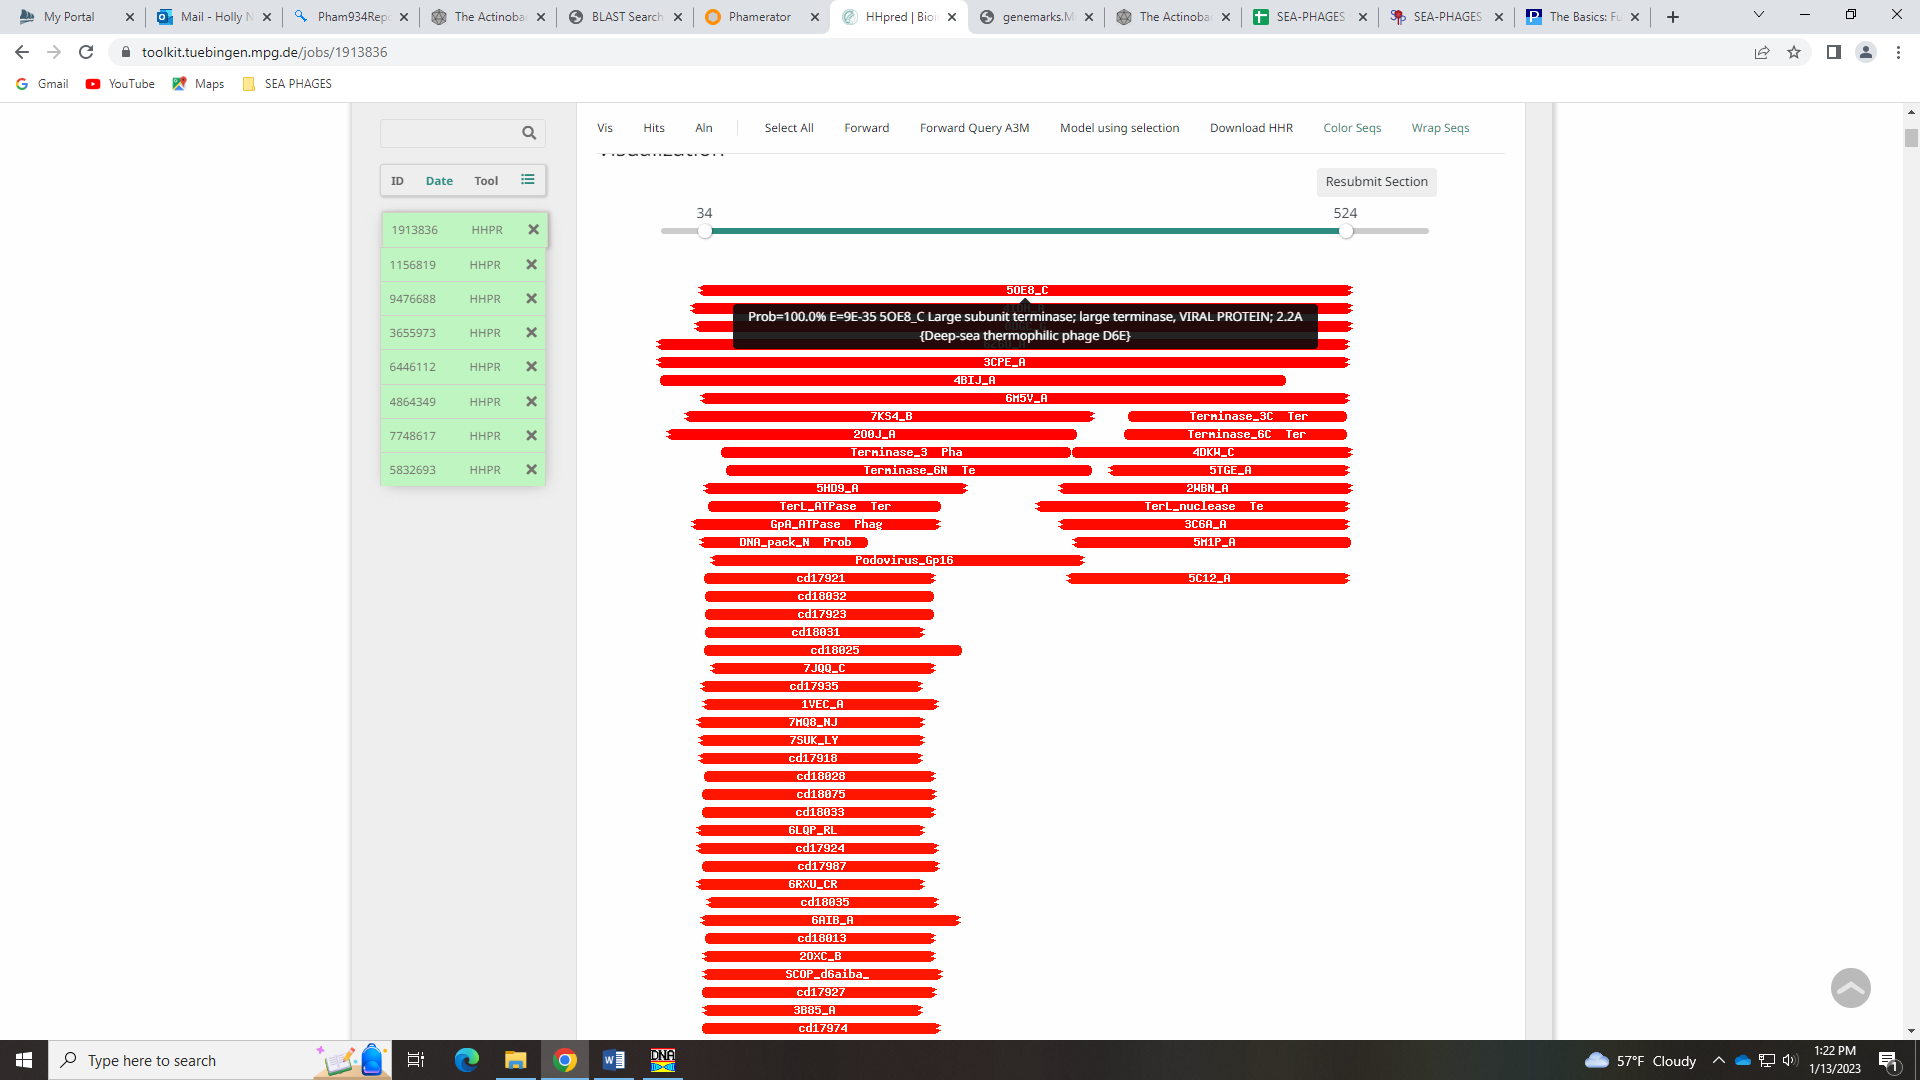 My Portal
Mail - Holly N
Pham934Repo
The Actinobac
BLAST Search
Phamerator
HHpred | Bioi
genemarks.M
The Actinobac
SEA-PHAGES
SEA-PHAGES
The Basics: Fu
toolkit.tuebingen.mpg.de/jobs/1913836
Gmail
YouTube
Maps
SEA PHAGES
Vis Hits Aln Select All Forward Forward Query A3M Model using selection Download HHR Color Seqs Wrap Seqs
Visualization
Resubmit Section
34 524
ID Date Tool
1913836 HHPR
1156819 HHPR
9476688 HHPR
3655973 HHPR
6446112 HHPR
4864349 HHPR
7748617 HHPR
5832693 HHPR
5OE8_C
Prob=100.0% E=9E-35 5OE8_C Large subunit terminase; large terminase, VIRAL PROTEIN; 2.2A
{Deep-sea thermophilic phage D6E}
3CPE_A
4BIJ_A
6M5V_A
7KS4_B Terminase_3C Ter
2O0J_A Terminase_6C Ter
Terminase_3 Pha 4DKW_C
Terminase_6N Te 5TGE_A
5HD9_A 2WBN_A
TerL_ATPase Ter TerL_nuclease Te
GpA_ATPase Phag 3C6A_A
DNA_pack_N Prob 5M1P_A
Podovirus_Gp16
cd17921 5C12_A
cd18032
cd17923
cd18031
cd18025
7JQQ_C
cd17935
1VEC_A
7MQ8_NJ
7SUK_LY
cd17918
cd18028
cd18075
cd18033
6LQP_RL
cd17924
cd17987
6RXU_CR
cd18035
6AIB_A
cd18013
2OXC_B
SCOP_d6aiba_
cd17927
3B85_A
cd17974
Type here to search
DNA
57°F Cloudy
1:22 PM
1/13/2023
1